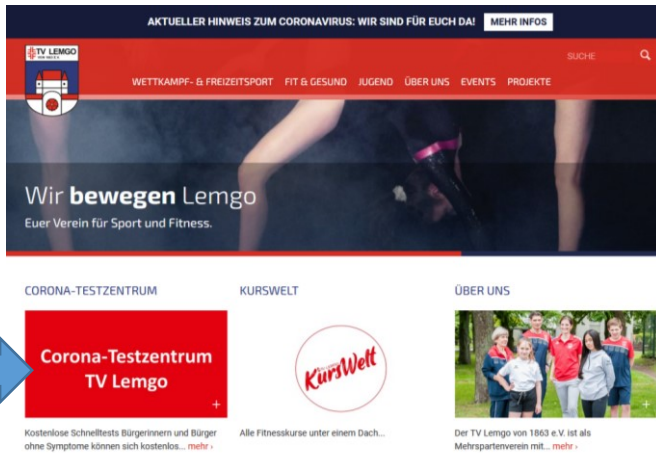 AKTUELLER HINWEIS ZUM CORONAVIRUS: WIR SIND FÜR EUCH DA! MEHR INFOS
TV LEMGO
SUCHE
WETTKAMPF- & FREIZEITSPORT FIT & GESUND JUGEND ÜBER UNS EVENTS PROJEKTE
Wir bewegen Lemgo
Euer Verein für Sport und Fitness.
CORONA-TESTZENTRUM
Corona-Testzentrum
TV Lemgo
+
Kostenlose Schnelltests Bürgerinnern und Bürger
ohne Symptome können sich kostenlos... mehr ›
KURSWELT
KursWelt
Alle Fitnesskurse unter einem Dach...
ÜBER UNS
+
Der TV Lemgo von 1863 e.V. ist als
Mehrspartenverein mit... mehr ›